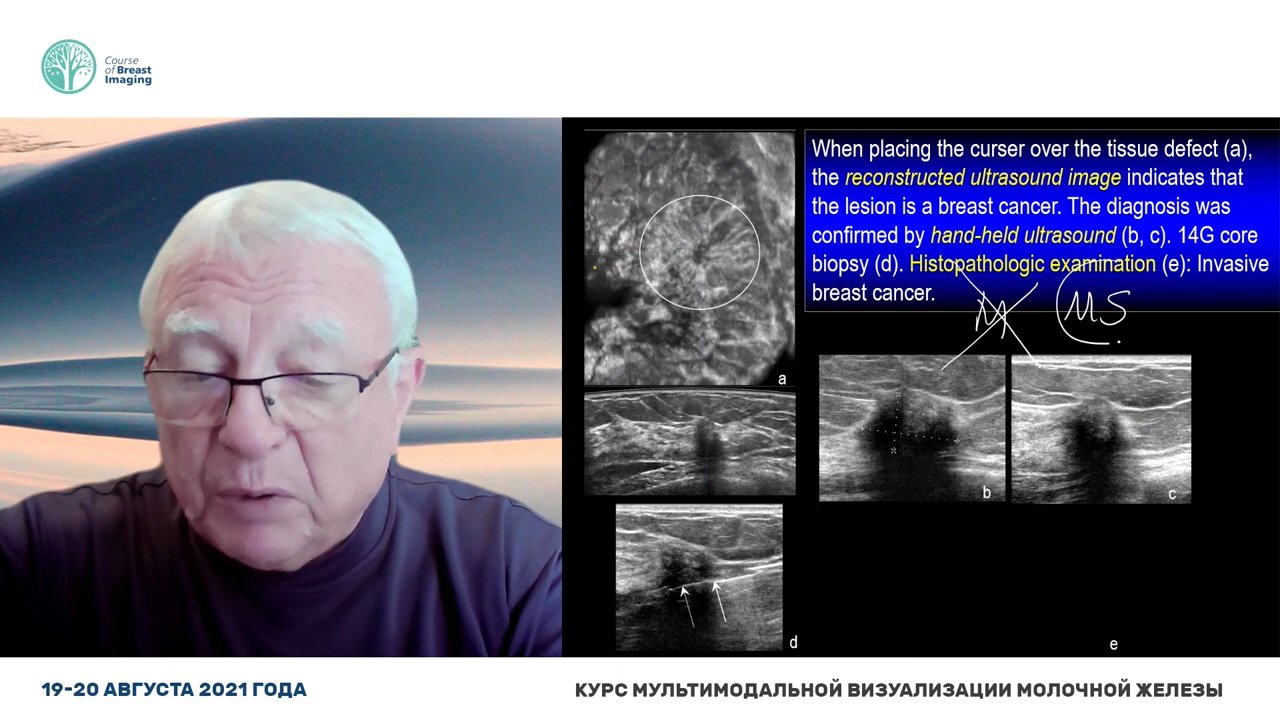 Course
of Breast
Imaging
When placing the curser over the tissue defect (a),
the reconstructed ultrasound image indicates that
the lesion is a breast cancer. The diagnosis was
confirmed by hand-held ultrasound (b, c). 14G core
biopsy (d). Histopathologic examination (e): Invasive
breast cancer.
M
MS
a
b
c
d
e
19-20 АВГУСТА 2021 ГОДА
КУРС МУЛЬТИМОДАЛЬНОЙ ВИЗУАЛИЗАЦИИ МОЛОЧНОЙ ЖЕЛЕЗЫ